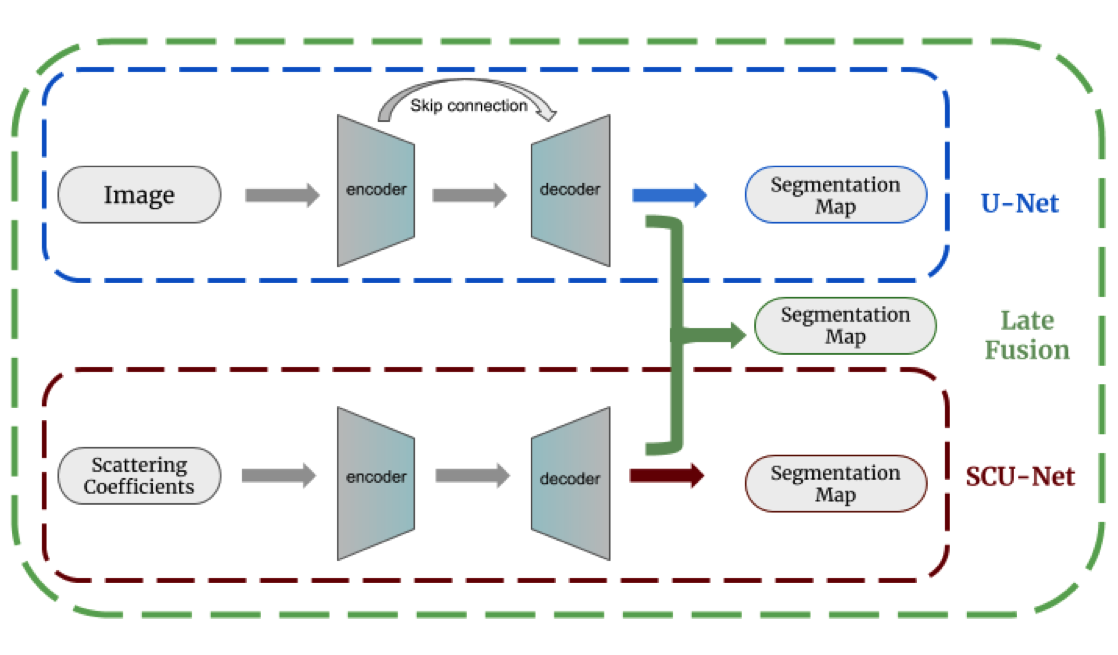 Skip connection
Image
encoder
decoder
Segmentation
Map
U-Net
Segmentation
Map
Late
Fusion
Scattering
Coefficients
encoder
decoder
Segmentation
Map
SCU-Net